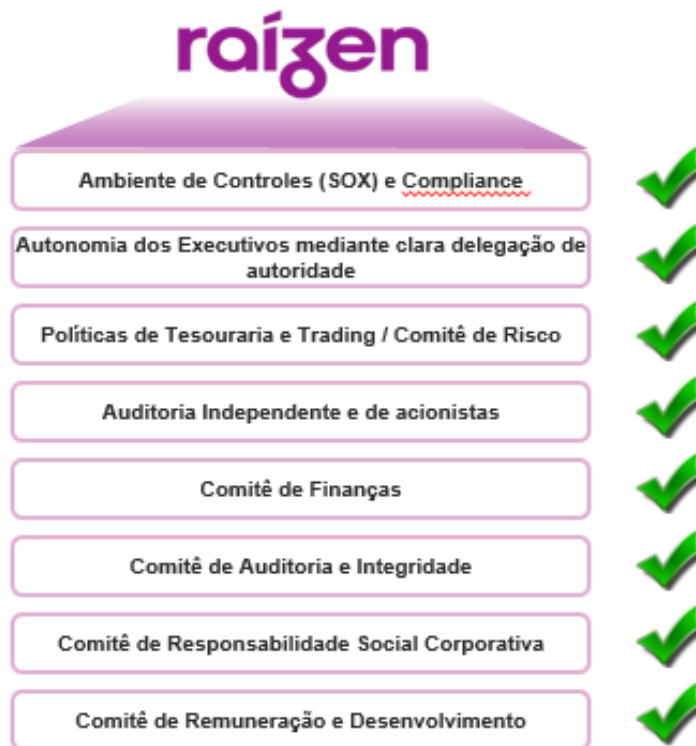 raízen
Ambiente de Controles (SOX) e Compliance
Autonomia dos Executivos mediante clara delegação de
autoridade
Políticas de Tesouraria e Trading / Comitê de Risco
Auditoria Independente e de acionistas
Comitê de Finanças
Comitê de Auditoria e Integridade
Comitê de Responsabilidade Social Corporativa
Comitê de Remuneração e Desenvolvimento